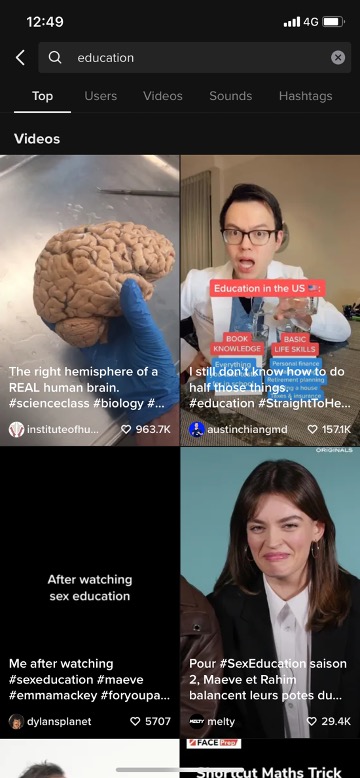 12:49
4G
education
Top
Users
Videos
Sounds
Hashtags
Videos
Education in the US
BOOK
KNOWLEDGE
BASIC
LIFE SKILLS
Everything
Personal finance
Retirement planning
The right hemisphere of a
REAL human brain.
#scienceclass #biology #...
instituteofhu...
963.7K
I still don't know how to do
half those things.
#education #StraightToHe...
austinchiangmd
157.1K
After watching
sex education
Me after watching
#sexeducation #maeve
#emmamackey #foryoupa...
dylansplanet
5707
ORIGINALS
Pour #SexEducation saison
2, Maeve et Rahim
balancent leurs potes du...
MELTY
melty
29.4K
FACE Prep
Shortcut Maths Trick